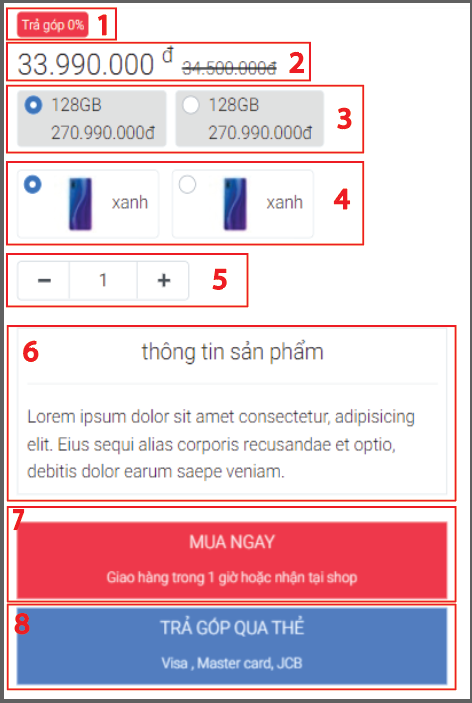 Trả góp 0% 1
33.990.000 đ 34.500.000đ 2
128GB 128GB
270.990.000đ 270.990.000đ 3
xanh xanh 4
− 1 + 5
6 thông tin sản phẩm
Lorem ipsum dolor sit amet consectetur, adipisicing
elit. Eius sequi alias corporis recusandae et optio,
debitis dolor earum saepe veniam.
7
MUA NGAY
Giao hàng trong 1 giờ hoặc nhận tại shop
8 TRẢ GÓP QUA THẺ
Visa , Master card, JCB